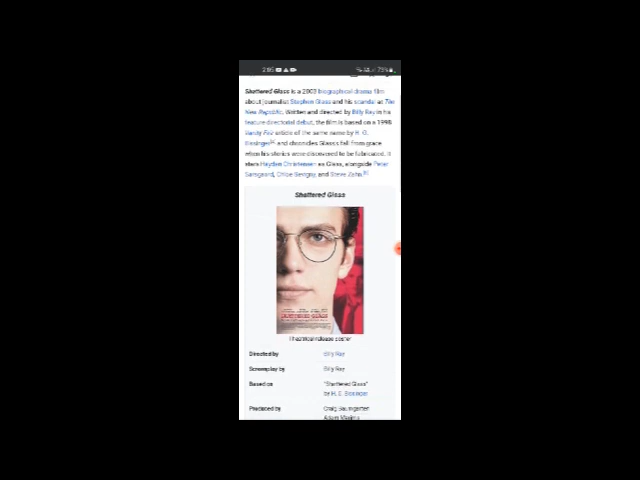 Shattered Glass is a 2003 biographical drama film
about journalist Stephen Glass and his scandal at The
New Republic. Written and directed by Billy Ray in his
feature directorial debut, the film is based on a 1998
Vanity Fair article of the same name by H. G.
Bissinger and chronicles Glass's fall from grace
when his stories were discovered to be fabricated. It
stars Hayden Christensen as Glass, alongside Peter
Sarsgaard, Chloë Sevigny, and Steve Zahn.
Shattered Glass
SHATTERED GLASS
Theatrical release poster
Directed by Billy Ray
Screenplay by Billy Ray
Based on "Shattered Glass"
by H. G. Bissinger
Produced by Craig Baumgarten
Adam Merims